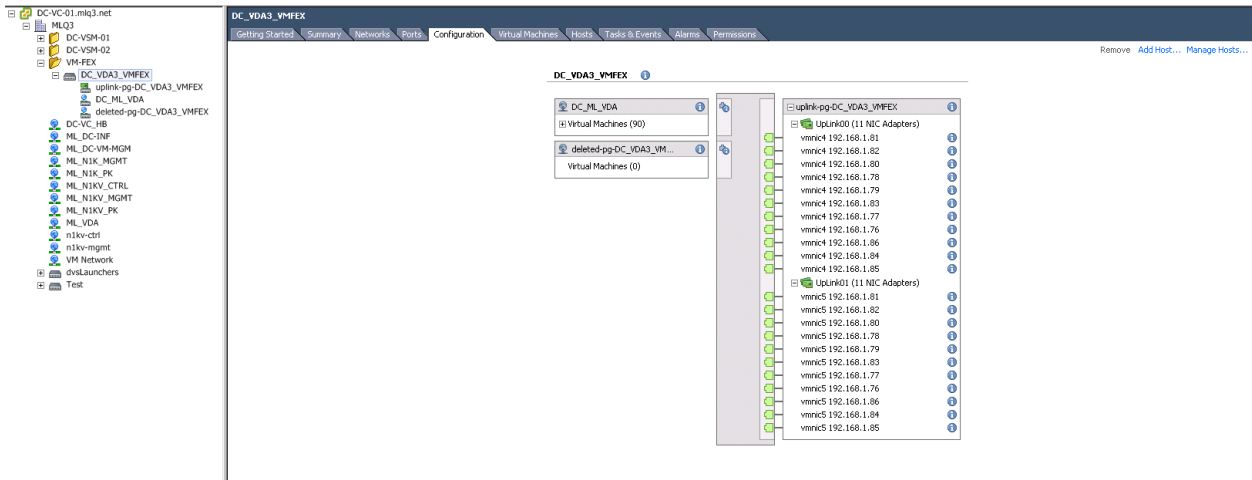 DC-VC-01.mlq3.net
MLQ3
DC-VSM-01
DC-VSM-02
VM-FEX
DC_VDA3_VMFEX
uplink-pg-DC_VDA3_VMFEX
DC_ML_VDA
deleted-pg-DC_VDA3_VMFEX
DC-VC_HB
ML_DC-INF
ML_DC-VM-MGM
ML_N1K_MGMT
ML_N1K_PK
ML_N1KV_CTRL
ML_N1KV_MGMT
ML_N1KV_PK
ML_VDA
n1kv-ctrl
n1kv-mgmt
VM Network
dvsLaunchers
Test
DC_VDA3_VMFEX
Getting Started Summary Networks Ports Configuration Virtual Machines Hosts Tasks & Events Alarms Permissions
Remove Add Host... Manage Hosts...
DC_VDA3_VMFEX
DC_ML_VDA
Virtual Machines (90)
deleted-pg-DC_VDA3_VM...
Virtual Machines (0)
uplink-pg-DC_VDA3_VMFEX
UpLink00 (11 NIC Adapters)
vmnic4 192.168.1.81
vmnic4 192.168.1.82
vmnic4 192.168.1.80
vmnic4 192.168.1.78
vmnic4 192.168.1.79
vmnic4 192.168.1.83
vmnic4 192.168.1.77
vmnic4 192.168.1.76
vmnic4 192.168.1.86
vmnic4 192.168.1.84
vmnic4 192.168.1.85
UpLink01 (11 NIC Adapters)
vmnic5 192.168.1.81
vmnic5 192.168.1.82
vmnic5 192.168.1.80
vmnic5 192.168.1.78
vmnic5 192.168.1.79
vmnic5 192.168.1.83
vmnic5 192.168.1.77
vmnic5 192.168.1.76
vmnic5 192.168.1.86
vmnic5 192.168.1.84
vmnic5 192.168.1.85